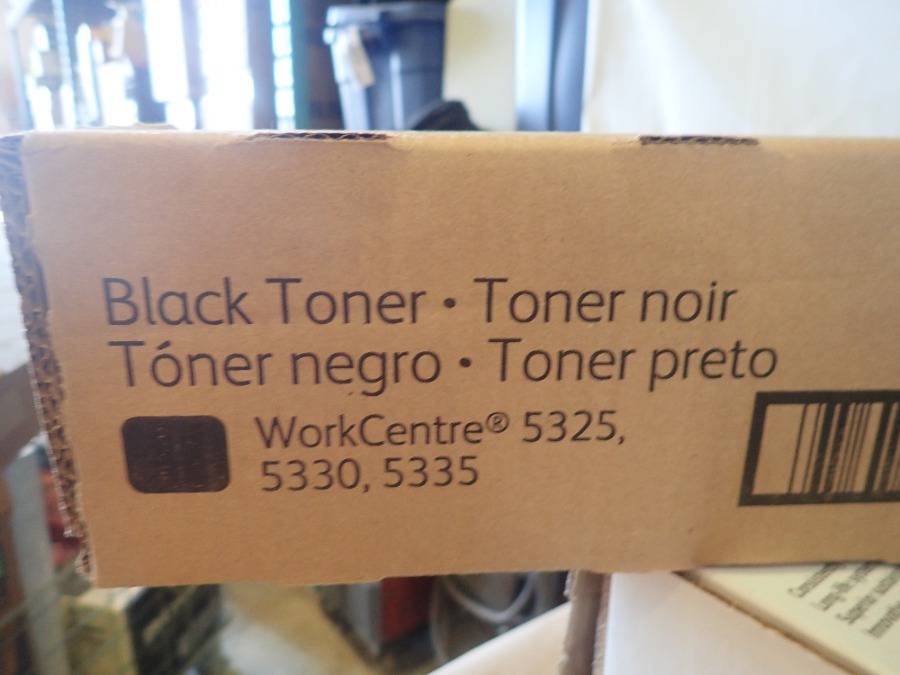 Black Toner • Toner noir
Tóner negro • Toner preto
WorkCentre® 5325,
5330, 5335